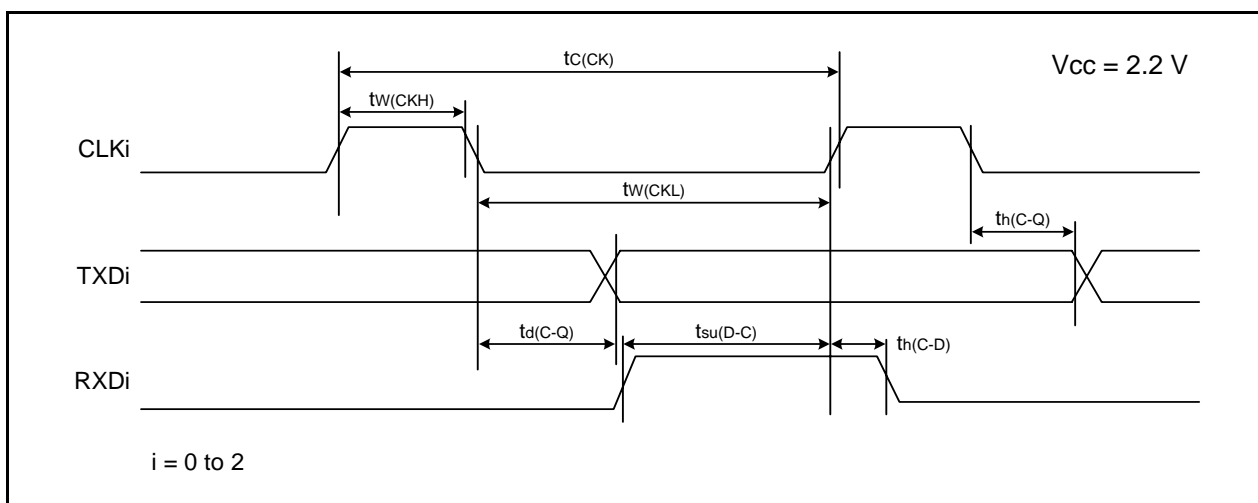 tC(CK)
Vcc = 2.2 V
tW(CKH)
CLKi
tW(CKL)
th(C-Q)
TXDi
td(C-Q)
tsu(D-C)
th(C-D)
RXDi
i = 0 to 2